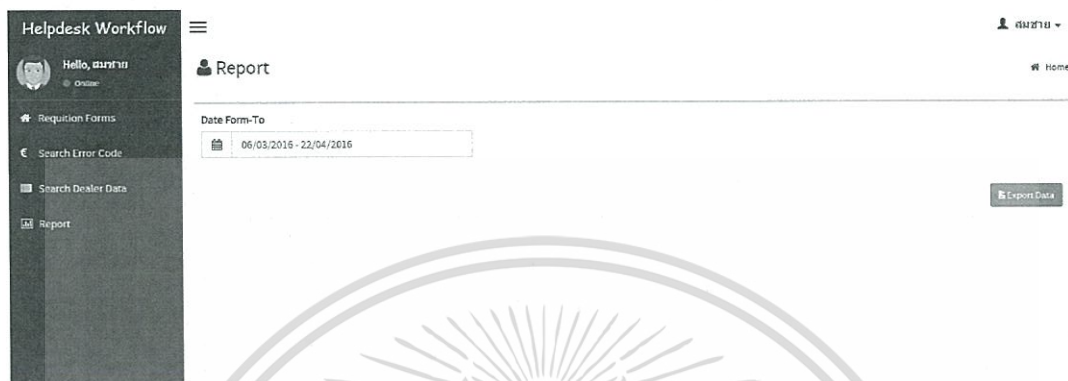 Helpdesk Workflow
สมชาย
Hello, สมชาย
Online
Report
Home
Requition Forms
Search Error Code
Search Dealer Data
Report
Date Form-To
06/03/2016 - 22/04/2016
Export Data